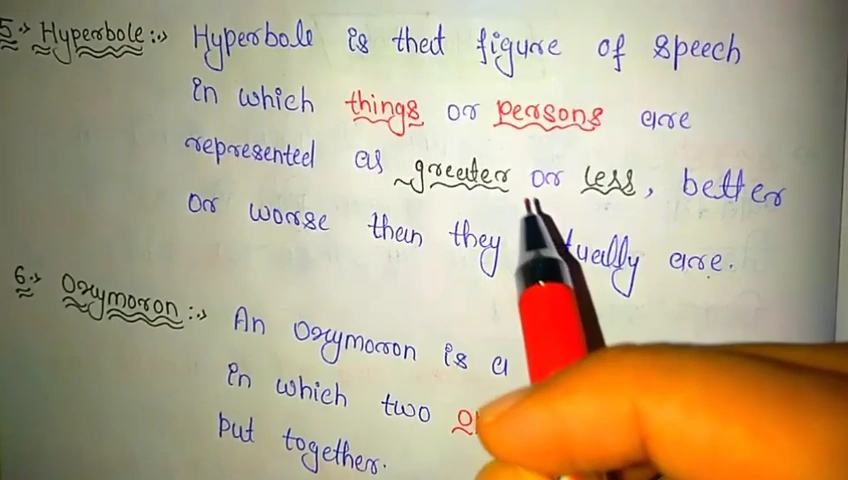 5. Hyperbole :→ Hyperbole is that figure of speech
in which things or persons are
represented as greater or less, better
or worse than they are.
6. Oxymoron :→ An Oxymoron is a
in which two
put together.